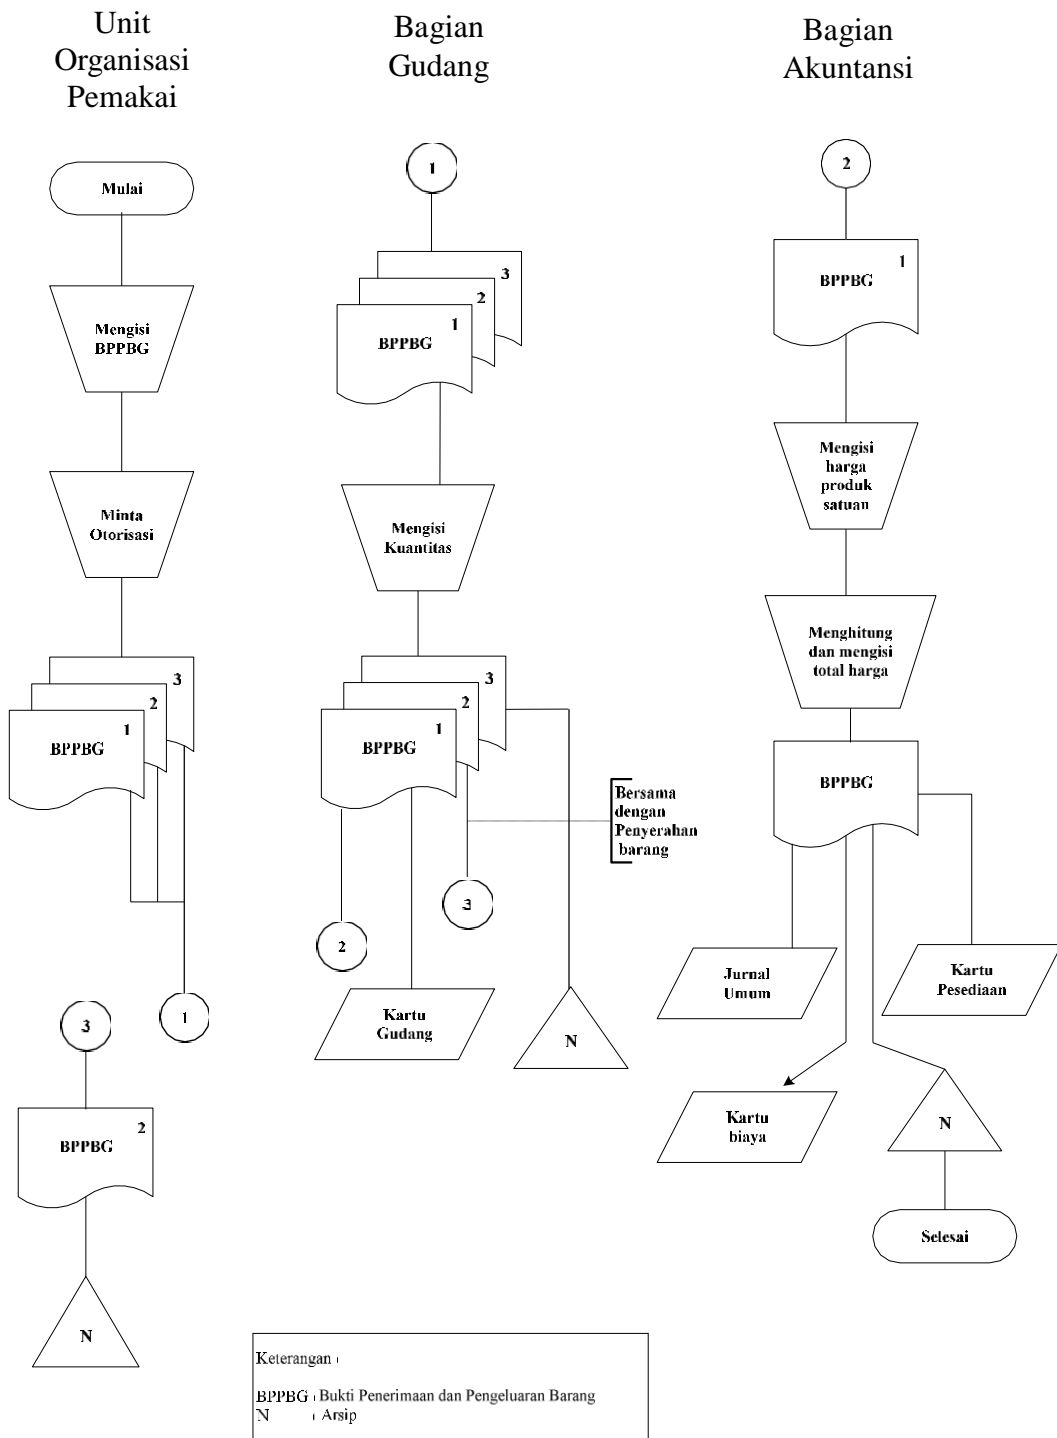 Unit
Organisasi
Pemakai
Mulai
Mengisi
BPPBG
Minta
Otorisasi
3
2
1
BPPBG
1
3
2
BPPBG
N
Bagian
Gudang
1
3
2
1
BPPBG
Mengisi
Kuantitas
3
2
1
BPPBG
Bersama
dengan
Penyerahan
barang
3
2
Kartu
Gudang
N
Bagian
Akuntansi
2
1
BPPBG
Mengisi
harga
produk
satuan
Menghitung
dan mengisi
total harga
BPPBG
Jurnal
Umum
Kartu
Pesediaan
Kartu
biaya
N
Selesai
Keterangan :
BPPBG : Bukti Penerimaan dan Pengeluaran Barang
N : Arsip